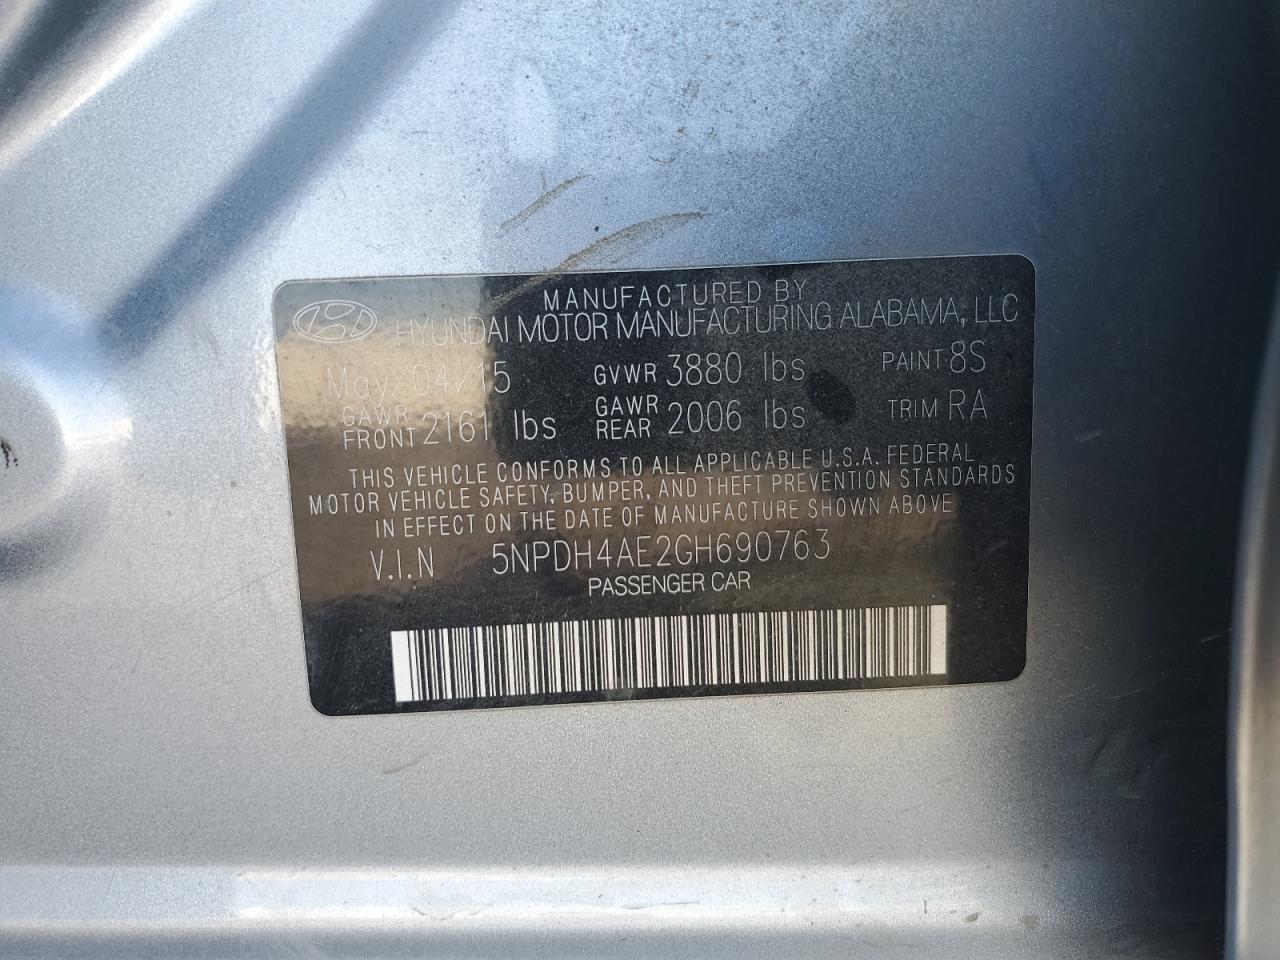 MANUFACTURED BY
HYUNDAI MOTOR MANUFACTURING ALABAMA, LLC
May/04/15 GVWR 3880 lbs PAINT 8S
GAWR FRONT 2161 lbs GAWR REAR 2006 lbs TRIM RA
THIS VEHICLE CONFORMS TO ALL APPLICABLE U.S.A. FEDERAL
MOTOR VEHICLE SAFETY, BUMPER, AND THEFT PREVENTION STANDARDS
IN EFFECT ON THE DATE OF MANUFACTURE SHOWN ABOVE
V.I.N 5NPDH4AE2GH690763
PASSENGER CAR